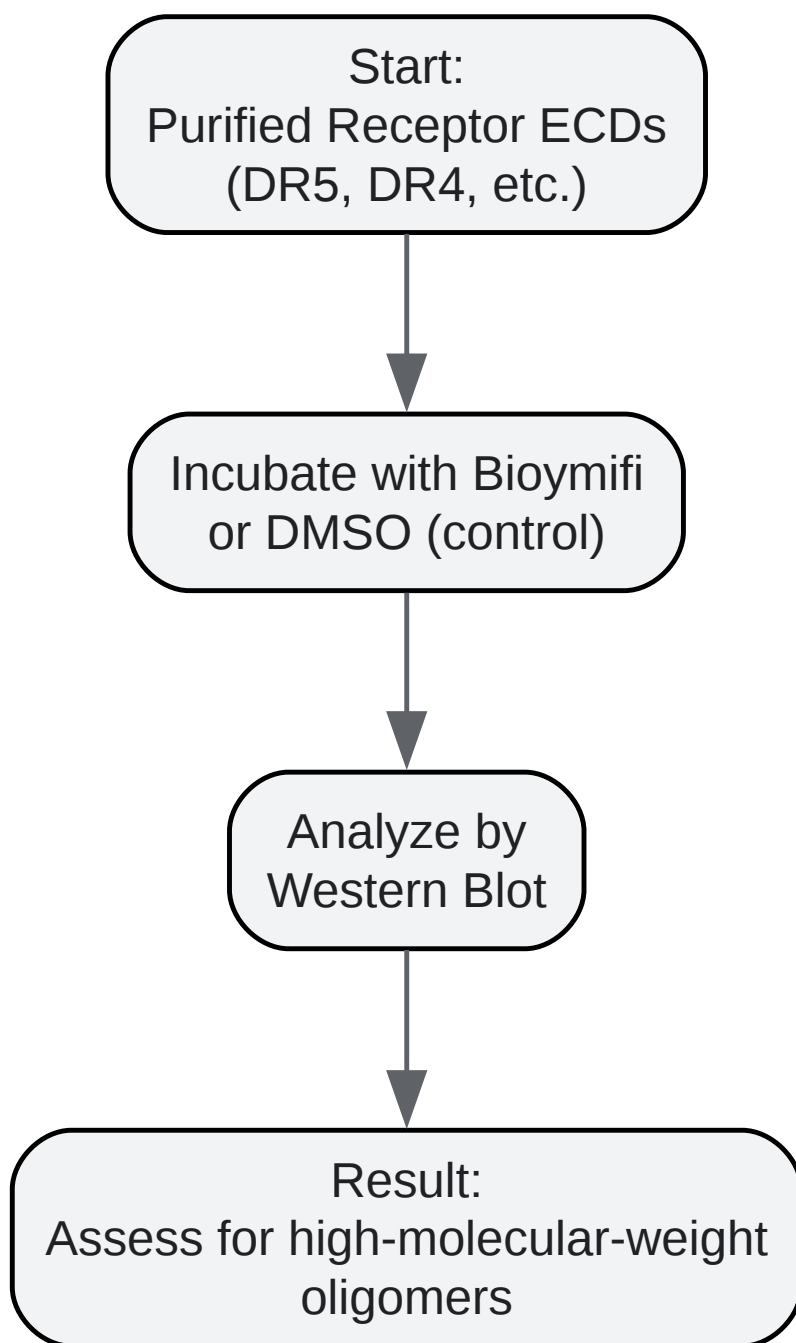 Start:
Purified Receptor ECDs
(DR5, DR4, etc.)
Incubate with Bioymifi
or DMSO (control)
Analyze by
Western Blot
Result:
Assess for high-molecular-weight
oligomers